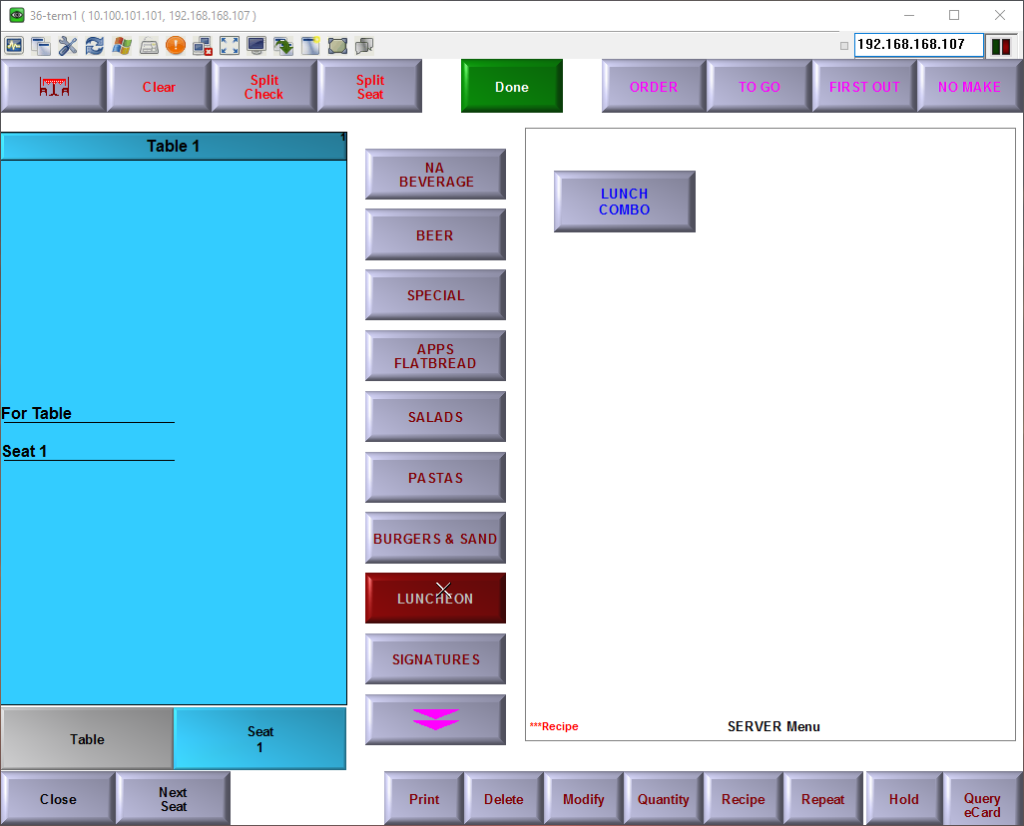 36-term1 ( 10.100.101.101, 192.168.168.107 )
192.168.168.107
Clear
Split
Check
Split
Seat
Done
ORDER
TO GO
FIRST OUT
NO MAKE
Table 1
1
For Table
Seat 1
NA
BEVERAGE
BEER
SPECIAL
APPS
FLATBREAD
SALADS
PASTAS
BURGERS & SAND
LUNCHEON
SIGNATURES
LUNCH
COMBO
***Recipe
SERVER Menu
Table
Seat
1
Close
Next
Seat
Print
Delete
Modify
Quantity
Recipe
Repeat
Hold
Query
eCard